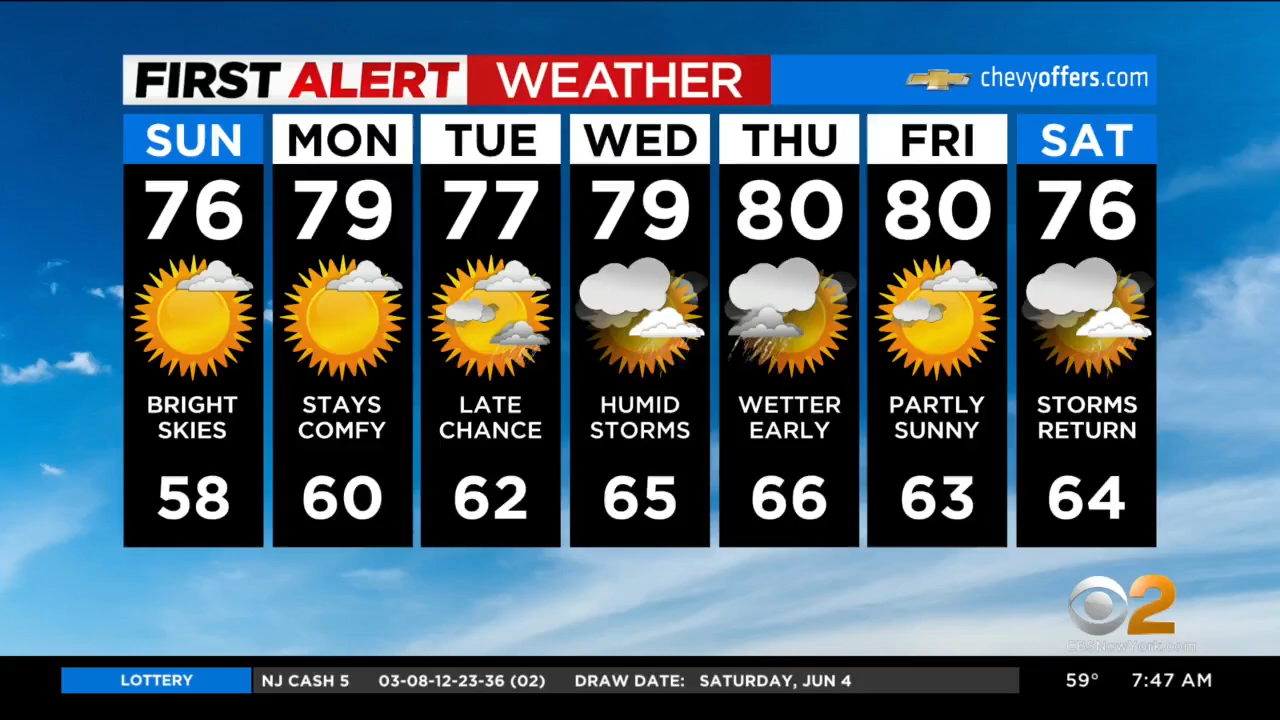 FIRST ALERT WEATHER
chevyoffers.com
SUN MON TUE WED THU FRI SAT
76 79 77 79 80 80 76
BRIGHT STAYS LATE HUMID WETTER PARTLY STORMS
SKIES COMFY CHANCE STORMS EARLY SUNNY RETURN
58 60 62 65 66 63 64
2
CBSNewYork.com
LOTTERY NJ CASH 5 03-08-12-23-36 (02) DRAW DATE: SATURDAY, JUN 4 59° 7:47 AM